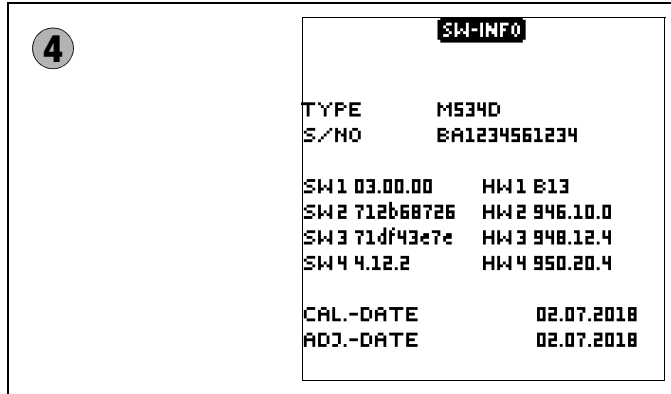 4
SW-INFO
TYPE M534D
S/NO BA1234561234
SW1 03.00.00 HW1 B13
SW2 712b68726 HW2 946.10.0
SW3 71df43e7e HW3 948.12.4
SW4 4.12.2 HW4 950.20.4
CAL.-DATE 02.07.2018
ADJ.-DATE 02.07.2018